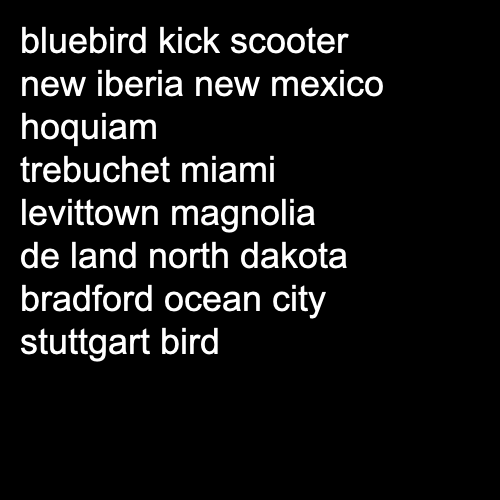 bluebird kick scooter
new iberia new mexico
hoquiam
trebuchet miami
levittown magnolia
de land north dakota
bradford ocean city
stuttgart bird